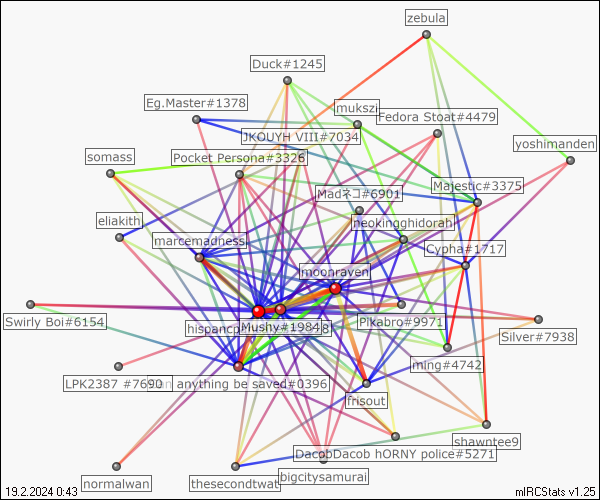 zebula
Duck#1245
Eg.Master#1378
mukszi
Fedora Stoat#4479
JKOUYH VIII#7034
yoshimanden
somass
Pocket Persona#3326
Majestic#3375
Madネコ#6901
eliakith
neokingghidorah
marcemadness
Cypha#1717
moonraven
Swirly Boi#6154
hispanic
Mushy#1984
8
Pikabro#9971
Silver#7938
ming#4742
LPK2387 #7690
anything be saved#0396
frisout
shawntee9
DacobDacob hORNY police#5271
normalwan
thesecondtwat
bigcitysamurai
19.2.2024 0:43
mIRCStats v1.25